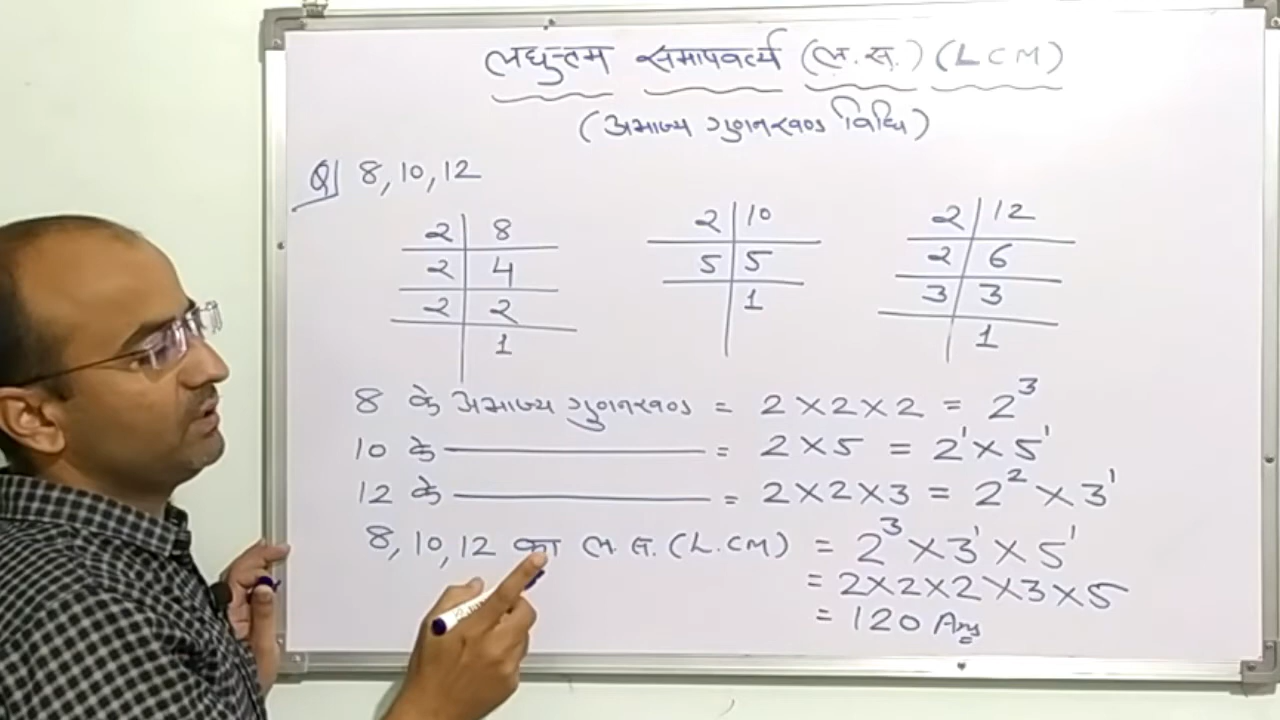 लघुत्तम समापवर्त्य (ल.स.) (LCM)
(अभाज्य गुणनखण्ड विधि)
Q 8, 10, 12
2 | 8
2 | 4
2 | 2
1
2 | 10
5 | 5
1
2 | 12
2 | 6
3 | 3
1
8 के अभाज्य गुणनखण्ड = 2 × 2 × 2 = 2³
10 के ——— = 2 × 5 = 2¹ × 5¹
12 के ——— = 2 × 2 × 3 = 2² × 3¹
8, 10, 12 का ल.स. (L.CM) = 2³ × 3¹ × 5¹
= 2 × 2 × 2 × 3 × 5
= 120 Ans